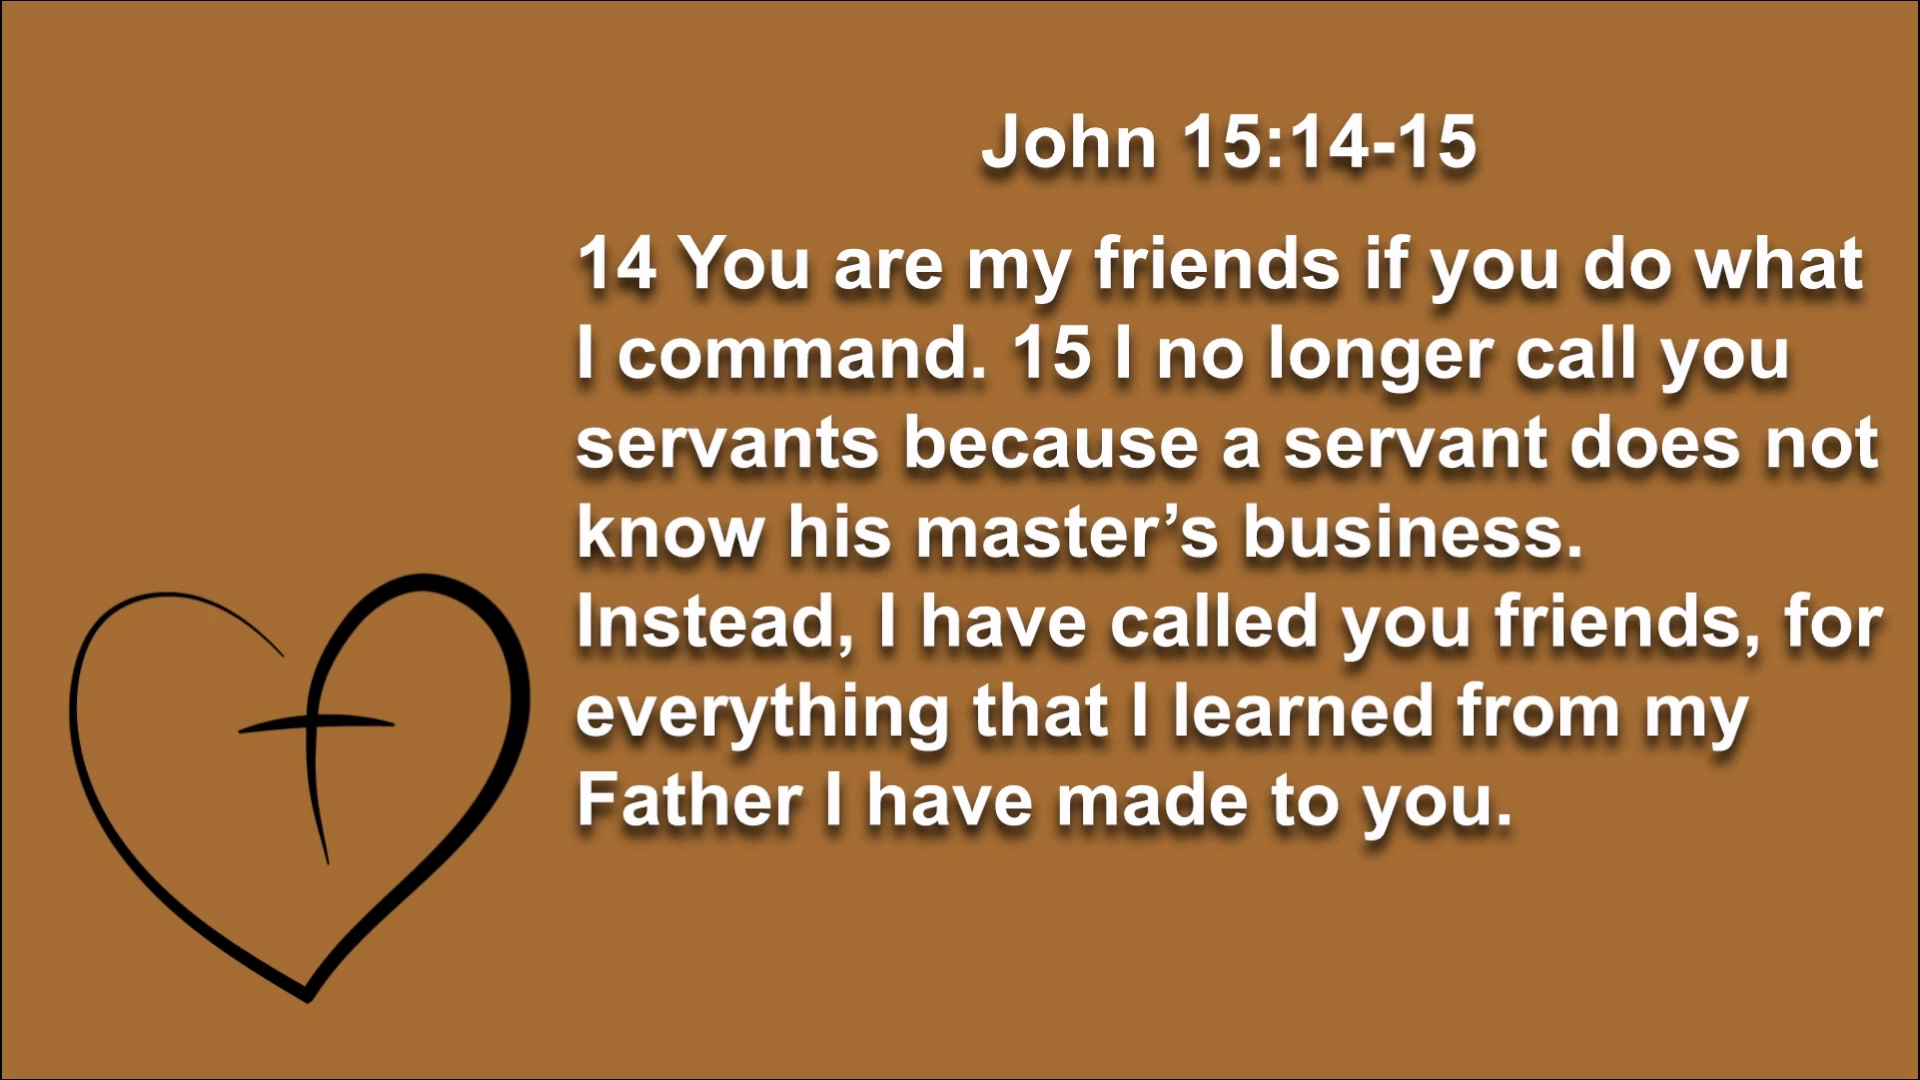 John 15:14-15
14 You are my friends if you do what
I command. 15 I no longer call you
servants because a servant does not
know his master’s business.
Instead, I have called you friends, for
everything that I learned from my
Father I have made to you.